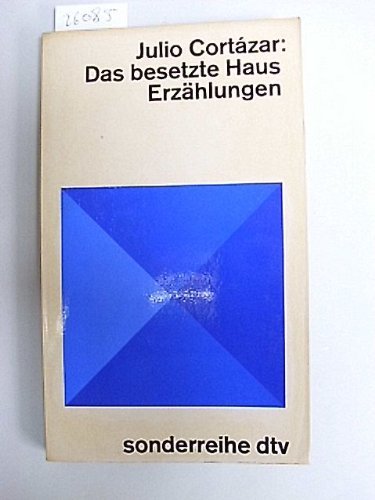 26085
Julio Cortázar:
Das besetzte Haus
Erzählungen
sonderreihe dtv